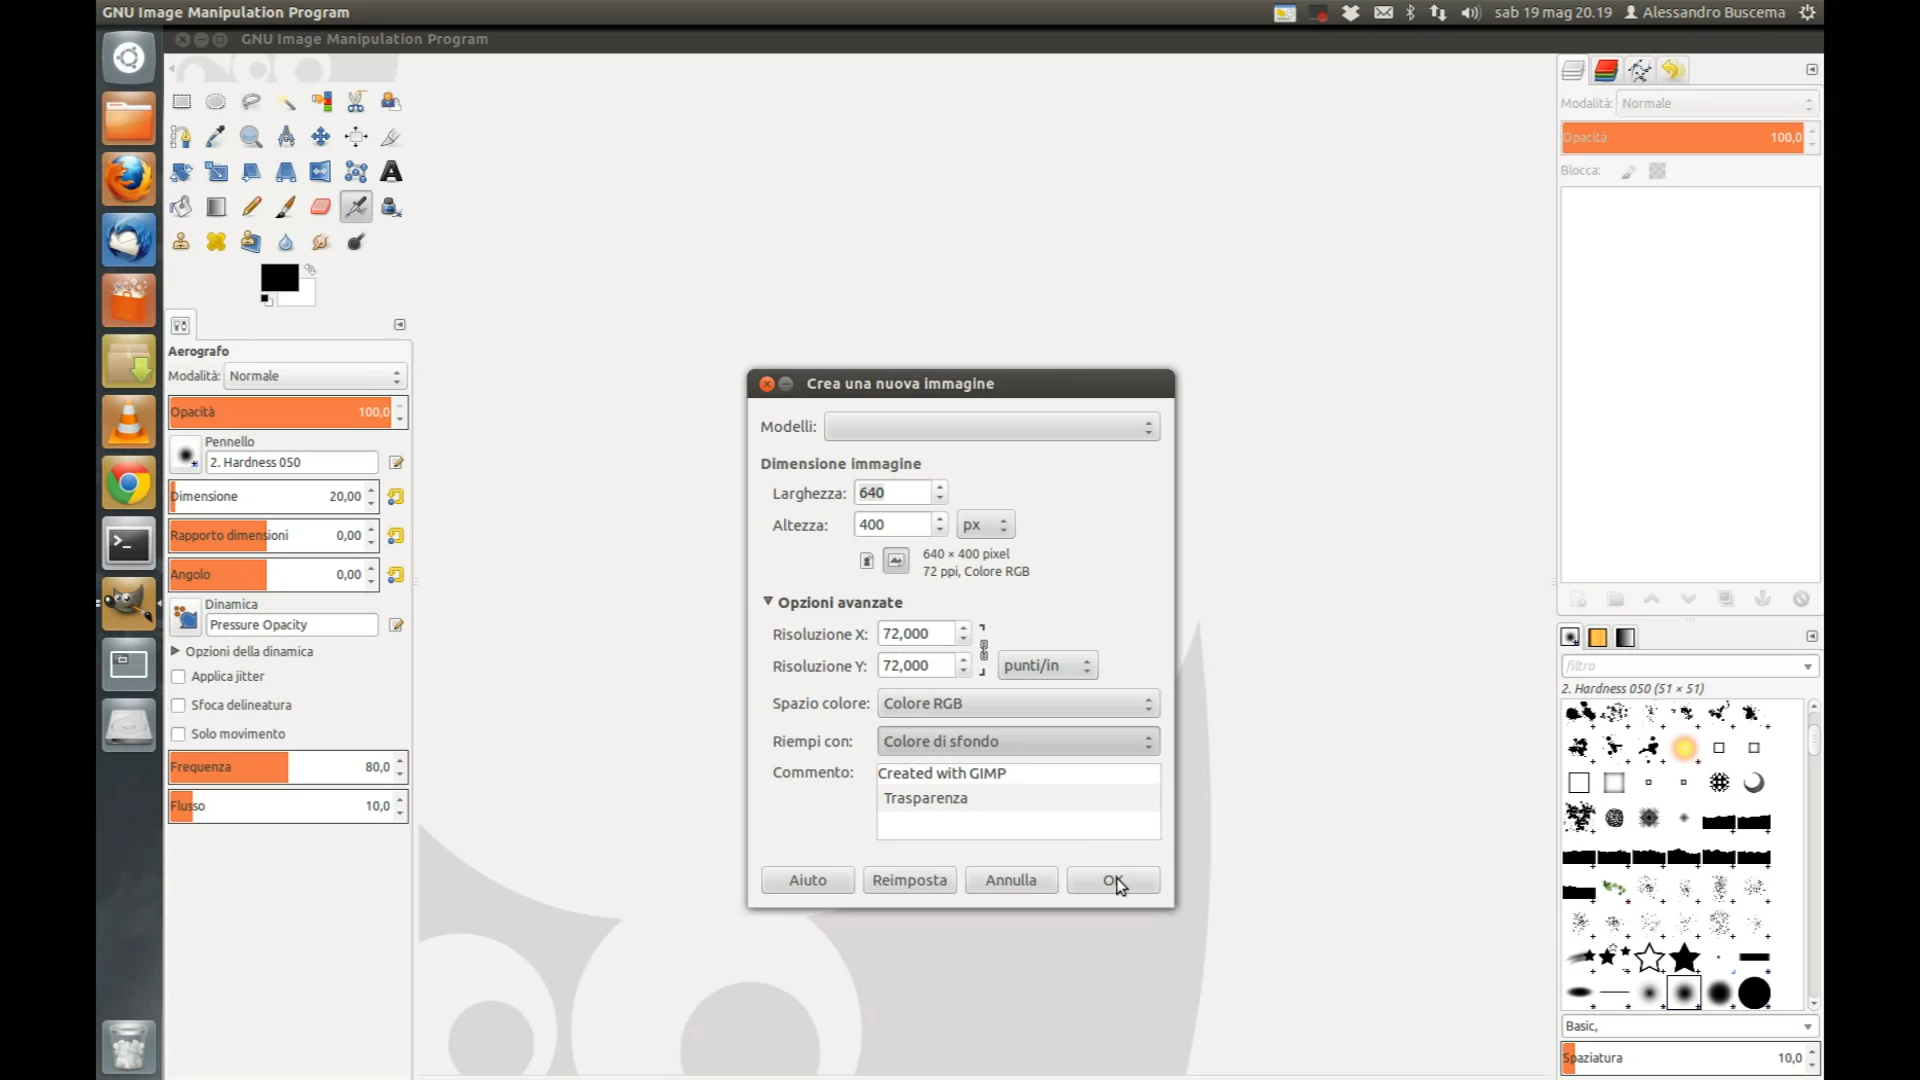 GNU Image Manipulation Program
sab 19 mag 20.19
Alessandro Buscema
GNU Image Manipulation Program
Aerografo
Modalità: Normale
Opacità 100,0
Pennello
2. Hardness 050
Dimensione 20,00
Rapporto dimensioni 0,00
Angolo 0,00
Dinamica
Pressure Opacity
Opzioni della dinamica
Applica jitter
Sfoca delineatura
Solo movimento
Frequenza 80,0
Flusso 10,0
Crea una nuova immagine
Modelli:
Dimensione immagine
Larghezza: 640
Altezza: 400 px
640 × 400 pixel
72 ppi, Colore RGB
Opzioni avanzate
Risoluzione X: 72,000
Risoluzione Y: 72,000 punti/in
Spazio colore: Colore RGB
Riempi con: Colore di sfondo
Commento: Created with GIMP
Trasparenza
Aiuto Reimposta Annulla OK
Modalità: Normale
Opacità 100,0
Blocca:
filtro
2. Hardness 050 (51 × 51)
Basic,
Spaziatura 10,0